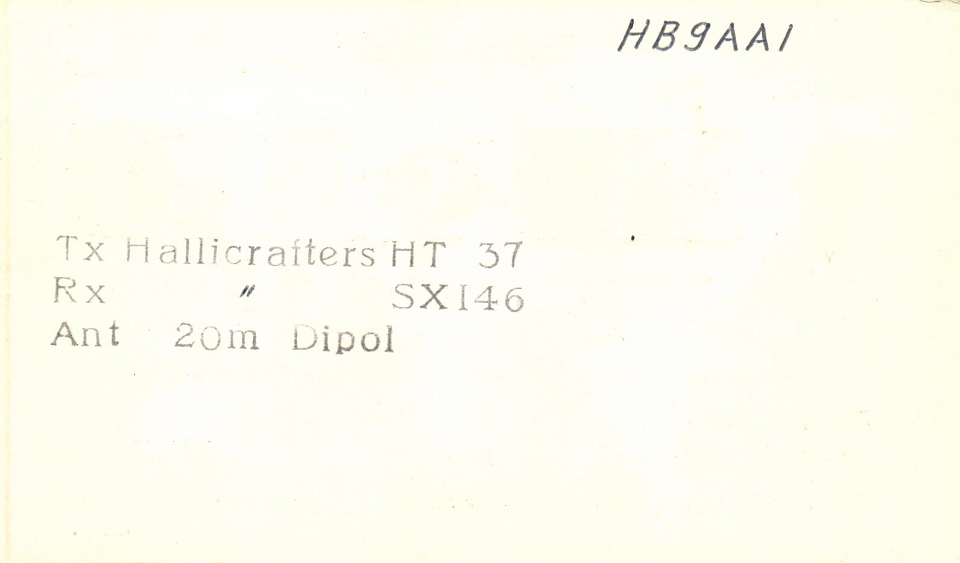 HB9AAI
Tx Hallicrafters HT 37
Rx " SX146
Ant 20m Dipol